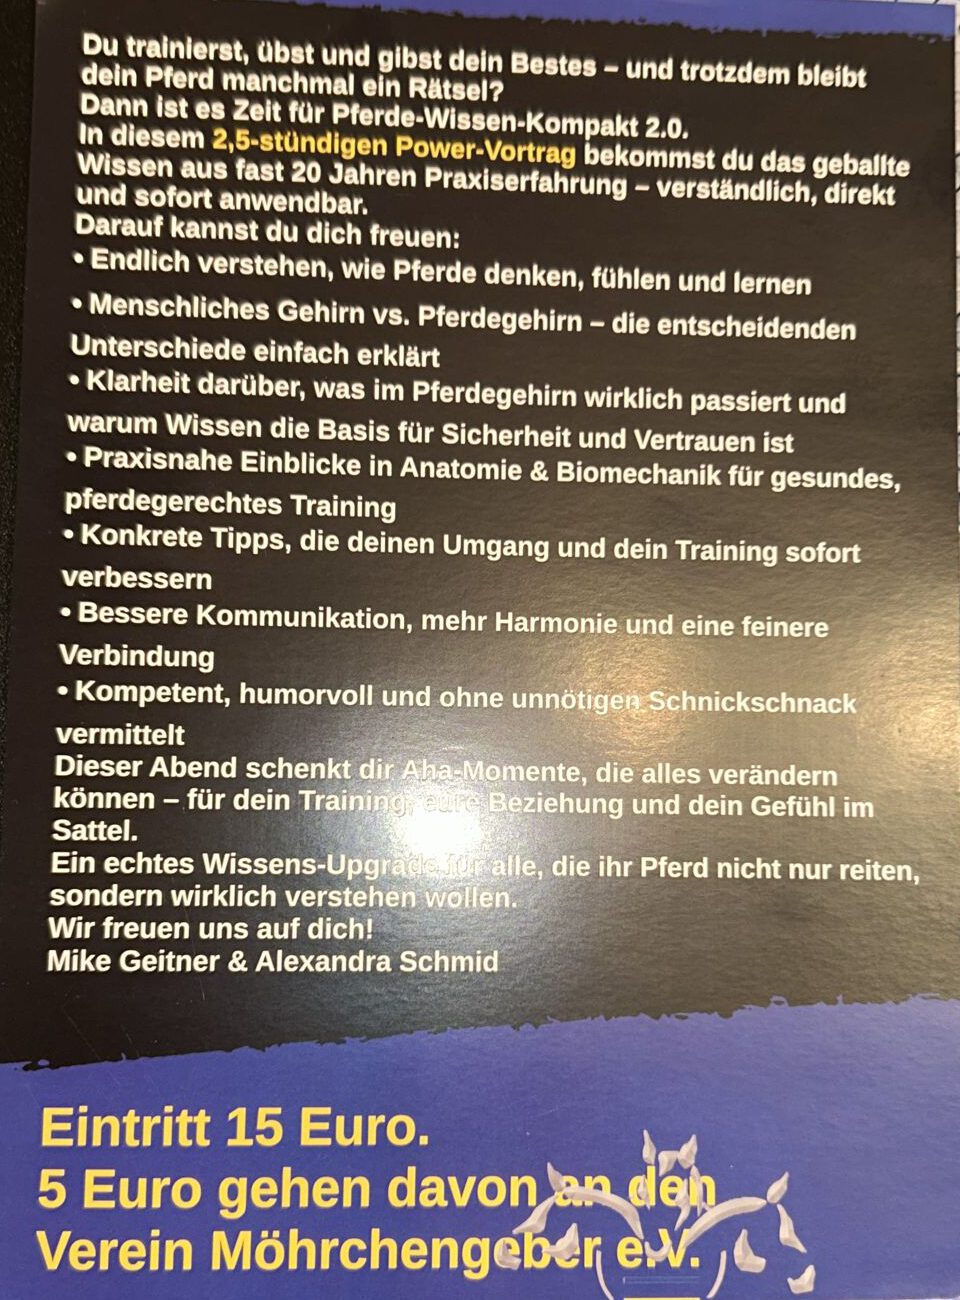 Du trainierst, übst und gibst dein Bestes – und trotzdem bleibt
dein Pferd manchmal ein Rätsel?
Dann ist es Zeit für Pferde-Wissen-Kompakt 2.0.
In diesem 2,5-stündigen Power-Vortrag bekommst du das geballte
Wissen aus fast 20 Jahren Praxiserfahrung – verständlich, direkt
und sofort anwendbar.
Darauf kannst du dich freuen:
• Endlich verstehen, wie Pferde denken, fühlen und lernen
• Menschliches Gehirn vs. Pferdegehirn – die entscheidenden
Unterschiede einfach erklärt
• Klarheit darüber, was im Pferdegehirn wirklich passiert und
warum Wissen die Basis für Sicherheit und Vertrauen ist
• Praxisnahe Einblicke in Anatomie & Biomechanik für gesundes,
pferdegerechtes Training
• Konkrete Tipps, die deinen Umgang und dein Training sofort
verbessern
• Bessere Kommunikation, mehr Harmonie und eine feinere
Verbindung
• Kompetent, humorvoll und ohne unnötigen Schnickschnack
vermittelt
Dieser Abend schenkt dir Aha-Momente, die alles verändern
können – für dein Training, eure Beziehung und dein Gefühl im
Sattel.
Ein echtes Wissens-Upgrade für alle, die ihr Pferd nicht nur reiten,
sondern wirklich verstehen wollen.
Wir freuen uns auf dich!
Mike Geitner & Alexandra Schmid
Eintritt 15 Euro.
5 Euro gehen davon an den
Verein Möhrchengeber e.V.